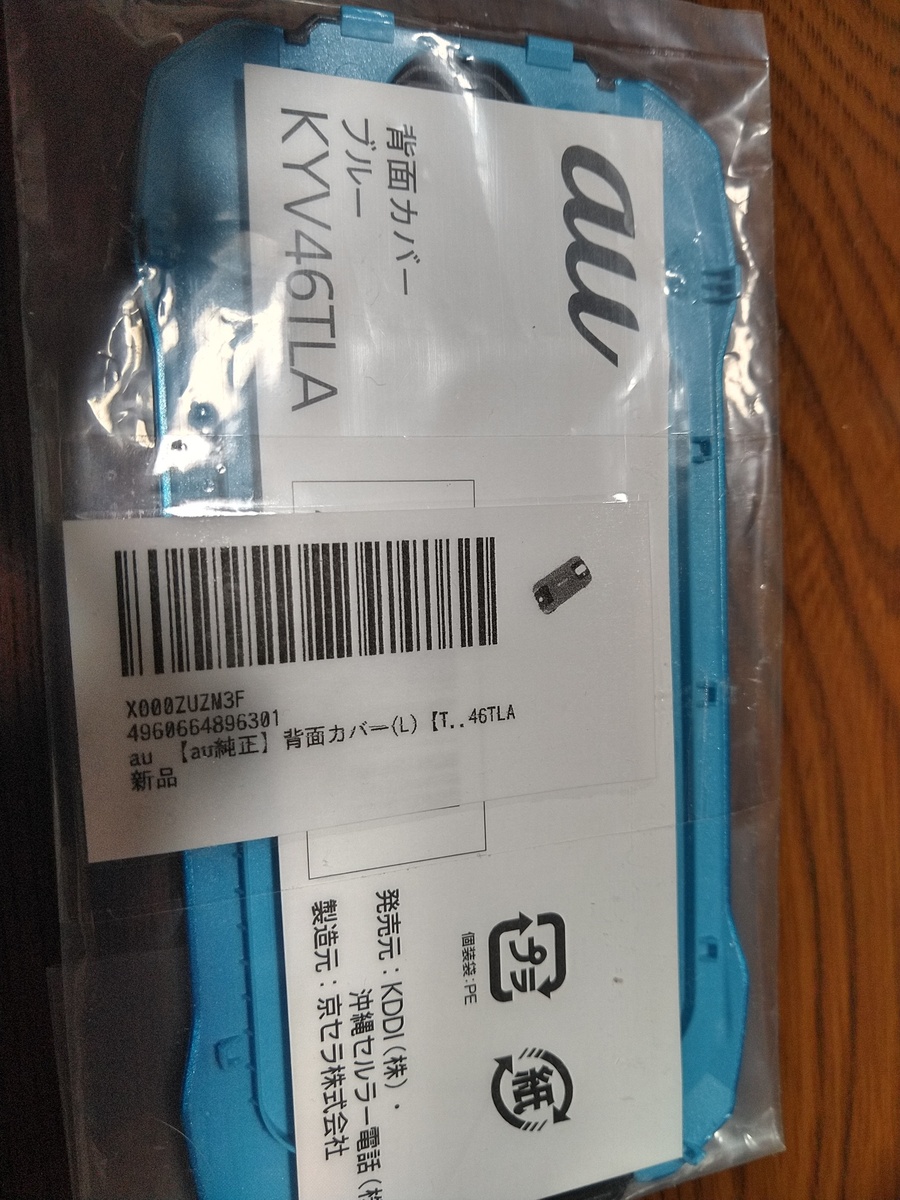 au
背面カバー
ブルー
KYV46TLA
X000ZUZM3F
4960664896301
au 【au純正】背面カバー(L)【T..46TLA
新品
プラ
個装袋:PE
紙
発売元:KDDI(株)・
沖縄セルラー電話(株
製造元:京セラ株式会社